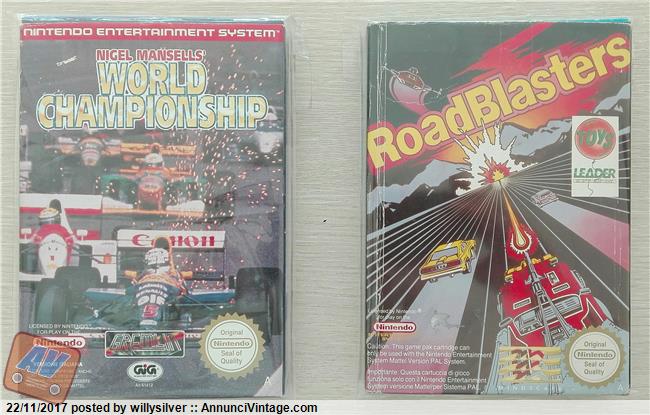 NINTENDO ENTERTAINMENT SYSTEM
NIGEL MANSELLS'
WORLD
CHAMPIONSHIP
Canon
5
LICENSED BY NINTENDO
FOR PLAY ON THE
Nintendo
GREMLIN
GIG
Original
Nintendo
Seal of
Quality
A
RoadBlasters
TOYS
LEADER
Licensed by Nintendo
for play on the
Nintendo
Caution: This game pak cartridge can
only be used with the Nintendo Entertainment
System Mattel Version PAL System.
Importante: Questa cartuccia di gioco
funziona solo con il Nintendo Entertainment
System versione Mattel per Sistema PAL
MINDSCAPE
Original
Nintendo
Seal of
Quality
A
22/11/2017 posted by willysilver :: AnnunciVintage.com